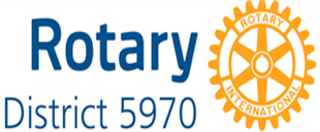 Rotary
District 5970
ROTARY
INTERNATIONAL